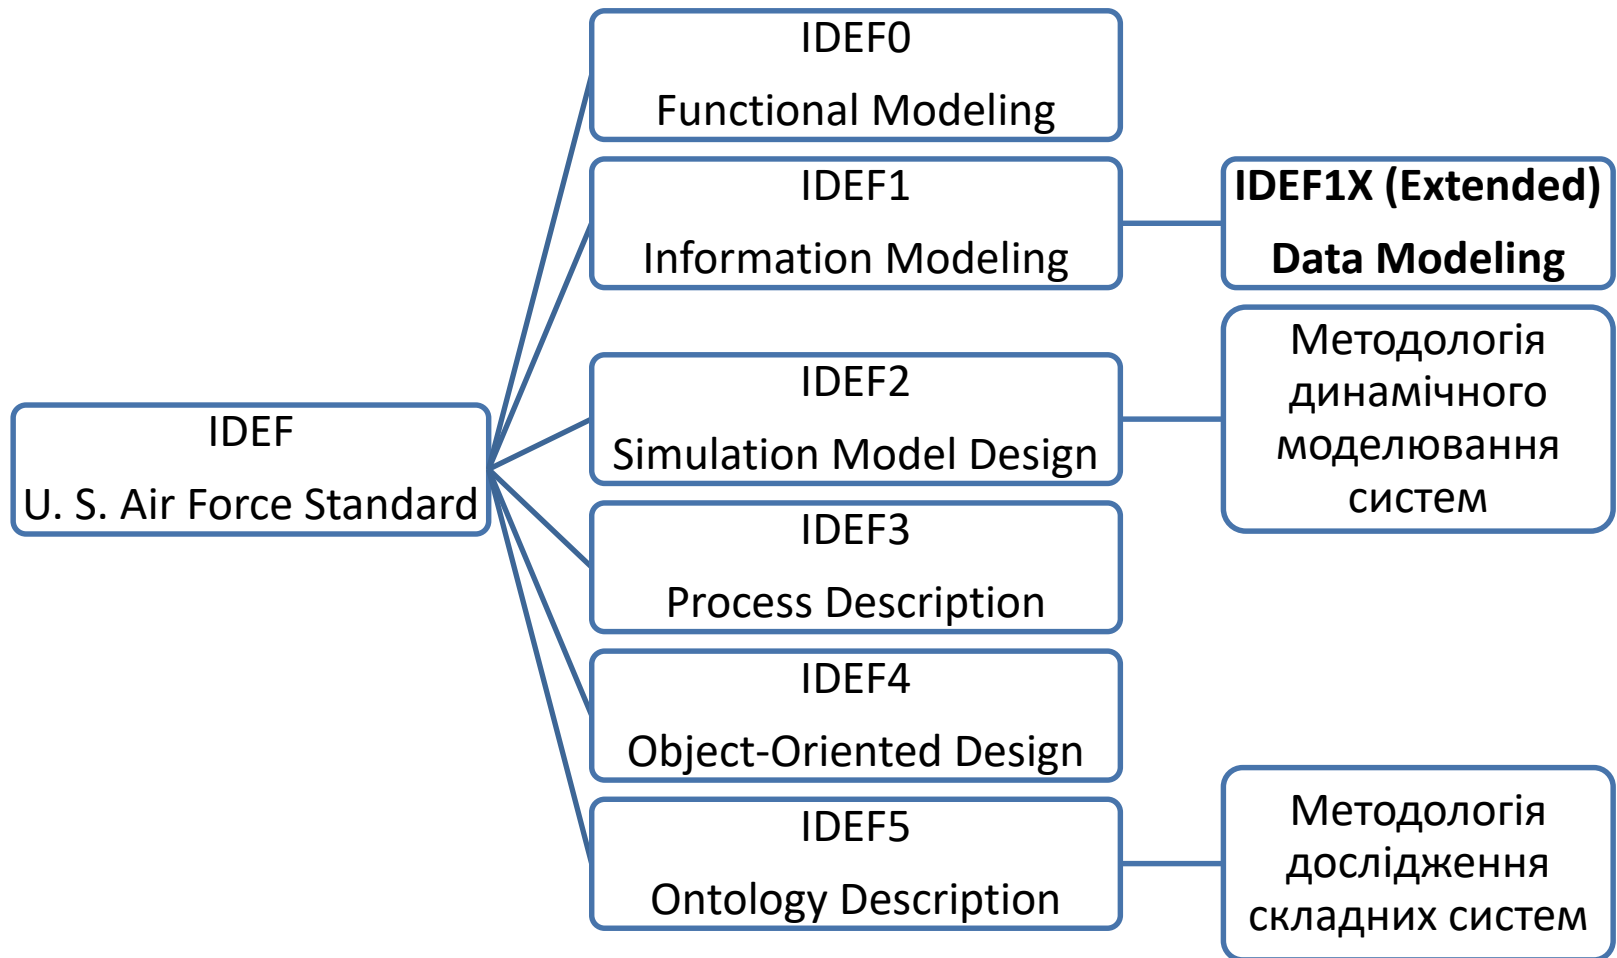 IDEF
U. S. Air Force Standard
IDEF0
Functional Modeling
IDEF1
Information Modeling
IDEF1X (Extended)
Data Modeling
IDEF2
Simulation Model Design
Методологія
динамічного
моделювання
систем
IDEF3
Process Description
IDEF4
Object-Oriented Design
IDEF5
Ontology Description
Методологія
дослідження
складних систем